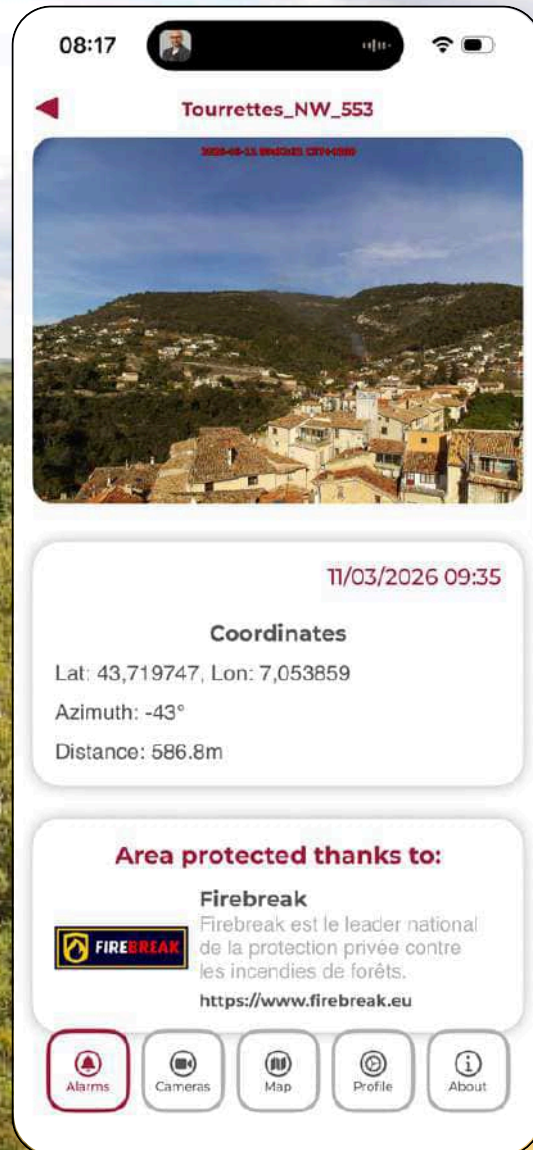 08:17
Tourrettes_NW_553
11/03/2026 09:35
Coordinates
Lat: 43,719747, Lon: 7,053859
Azimuth: -43°
Distance: 586.8m
Area protected thanks to:
Firebreak
FIREBREAK
Firebreak est le leader national
de la protection privée contre
les incendies de forêts.
https://www.firebreak.eu
Alarms
Cameras
Map
Profile
About